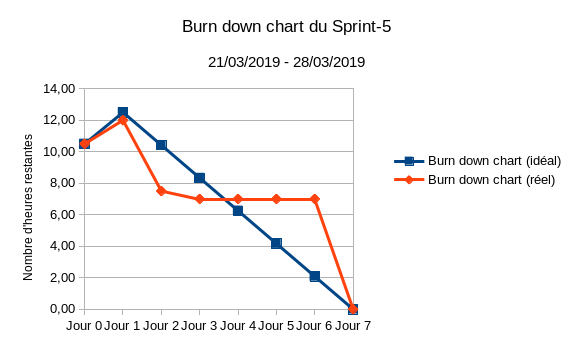 Burn down chart du Sprint-5
21/03/2019 - 28/03/2019
Nombre d'heures restantes
14,00
12,00
10,00
8,00
6,00
4,00
2,00
0,00
Jour 0 Jour 1 Jour 2 Jour 3 Jour 4 Jour 5 Jour 6 Jour 7
Burn down chart (idéal)
Burn down chart (réel)